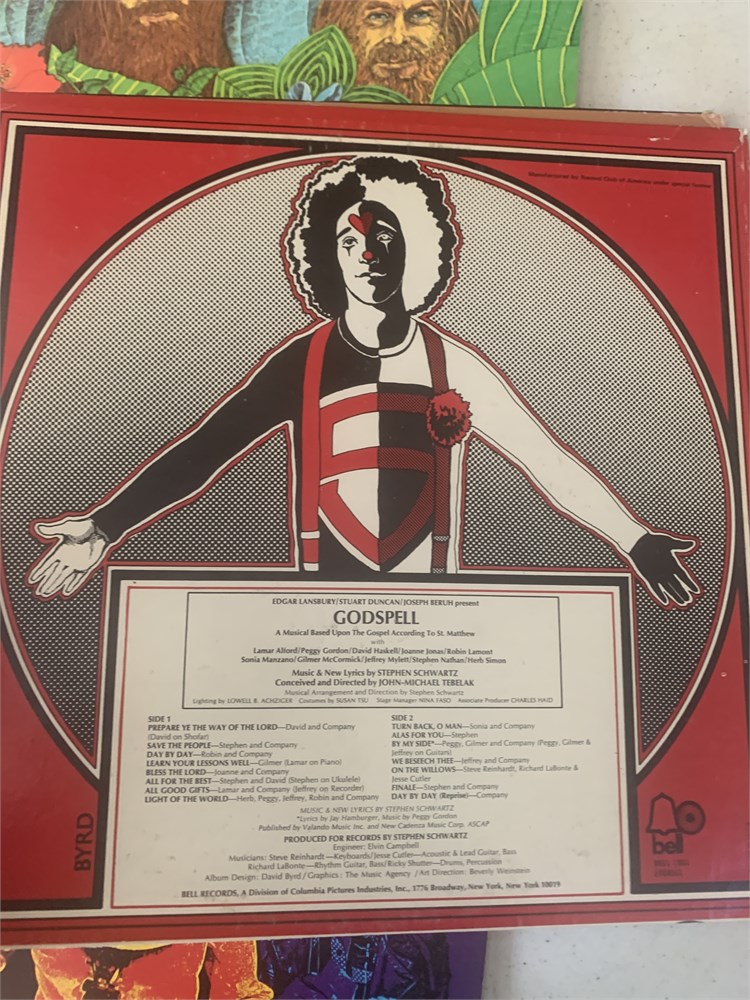 Manufactured by Record Club of America under special license
EDGAR LANSBURY/STUART DUNCAN/JOSEPH BERUH present
GODSPELL
A Musical Based Upon The Gospel According To St. Matthew
with
Lamar Alford/Peggy Gordon/David Haskell/Joanne Jonas/Robin Lamont
Sonia Manzano/Gilmer McCormick/Jeffrey Mylett/Stephen Nathan/Herb Simon
Music & New Lyrics by STEPHEN SCHWARTZ
Conceived and Directed by JOHN-MICHAEL TEBELAK
Musical Arrangement and Direction by Stephen Schwartz
Lighting by LOWELL B. ACHZIGER Costumes by SUSAN TSU Stage Manager NINA FASO Associate Producer CHARLES HAID
SIDE 1
PREPARE YE THE WAY OF THE LORD—David and Company
(David on Shofar)
SAVE THE PEOPLE—Stephen and Company
DAY BY DAY—Robin and Company
LEARN YOUR LESSONS WELL—Gilmer (Lamar on Piano)
BLESS THE LORD—Joanne and Company
ALL FOR THE BEST—Stephen and David (Stephen on Ukulele)
ALL GOOD GIFTS—Lamar and Company (Jeffrey on Recorder)
LIGHT OF THE WORLD—Herb, Peggy, Jeffrey, Robin and Company
SIDE 2
TURN BACK, O MAN—Sonia and Company
ALAS FOR YOU—Stephen
BY MY SIDE*—Peggy, Gilmer and Company (Peggy, Gilmer &
Jeffrey on Guitars)
WE BESEECH THEE—Jeffrey and Company
ON THE WILLOWS—Steve Reinhardt, Richard LaBonte &
Jesse Cutler
FINALE—Stephen and Company
DAY BY DAY (Reprise)—Company
MUSIC & NEW LYRICS BY STEPHEN SCHWARTZ
*Lyrics by Jay Hamburger, Music by Peggy Gordon
Published by Valando Music Inc. and New Cadenza Music Corp. ASCAP
PRODUCED FOR RECORDS BY STEPHEN SCHWARTZ
Engineer: Elvin Campbell
Musicians: Steve Reinhardt—Keyboards/Jesse Cutler—Acoustic & Lead Guitar, Bass
Richard LaBonte—Rhythm Guitar, Bass/Ricky Shutter—Drums, Percussion
Album Design: David Byrd/Graphics: The Music Agency/Art Direction: Beverly Weinstein
BELL RECORDS, A Division of Columbia Pictures Industries, Inc., 1776 Broadway, New York, New York 10019
BYRD
bell